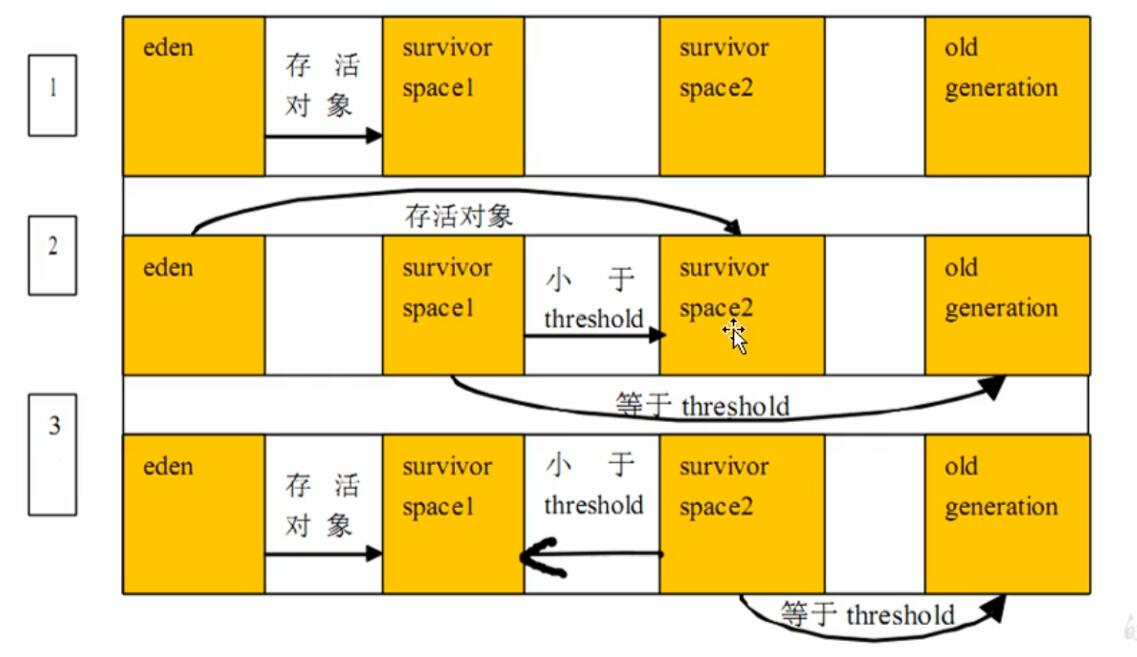 1
eden
存 活
对 象
survivor
space1
survivor
space2
old
generation
存活对象
2
eden
survivor
space1
小 于
threshold
survivor
space2
old
generation
等于 threshold
3
eden
存 活
对 象
survivor
space1
小 于
threshold
survivor
space2
old
generation
等于 threshold